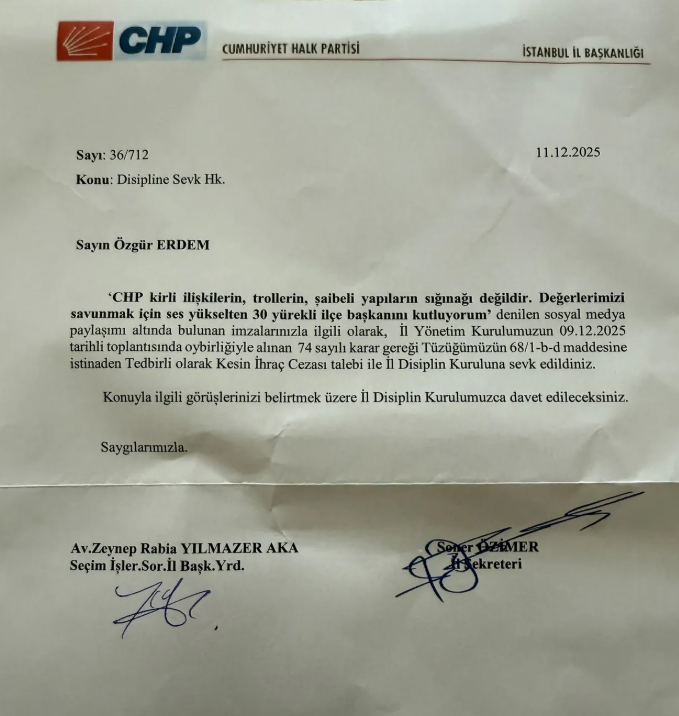 CHP CUMHURİYET HALK PARTİSİ İSTANBUL İL BAŞKANLIĞI
Sayı: 36/712 11.12.2025
Konu: Disipline Sevk Hk.
Sayın Özgür ERDEM
‘CHP kirli ilişkilerin, trollerin, şaibeli yapıların sığınağı değildir. Değerlerimizi
savunmak için ses yükselten 30 yürekli ilçe başkanını kutluyorum’ denilen sosyal medya
paylaşımı altında bulunan imzalarınızla ilgili olarak, İl Yönetim Kurulumuzun 09.12.2025
tarihli toplantısında oybirliğiyle alınan 74 sayılı karar gereği Tüzüğümüzün 68/1-b-d maddesine
istinaden Tedbirli olarak Kesin İhraç Cezası talebi ile İl Disiplin Kuruluna sevk edildiniz.
Konuyla ilgili görüşlerinizi belirtmek üzere İl Disiplin Kurulumuzca davet edileceksiniz.
Saygılarımızla.
Av.Zeynep Rabia YILMAZER AKA Soner ÖZİMER
Seçim İşler.Sor.İl Başk.Yrd. İl Sekreteri